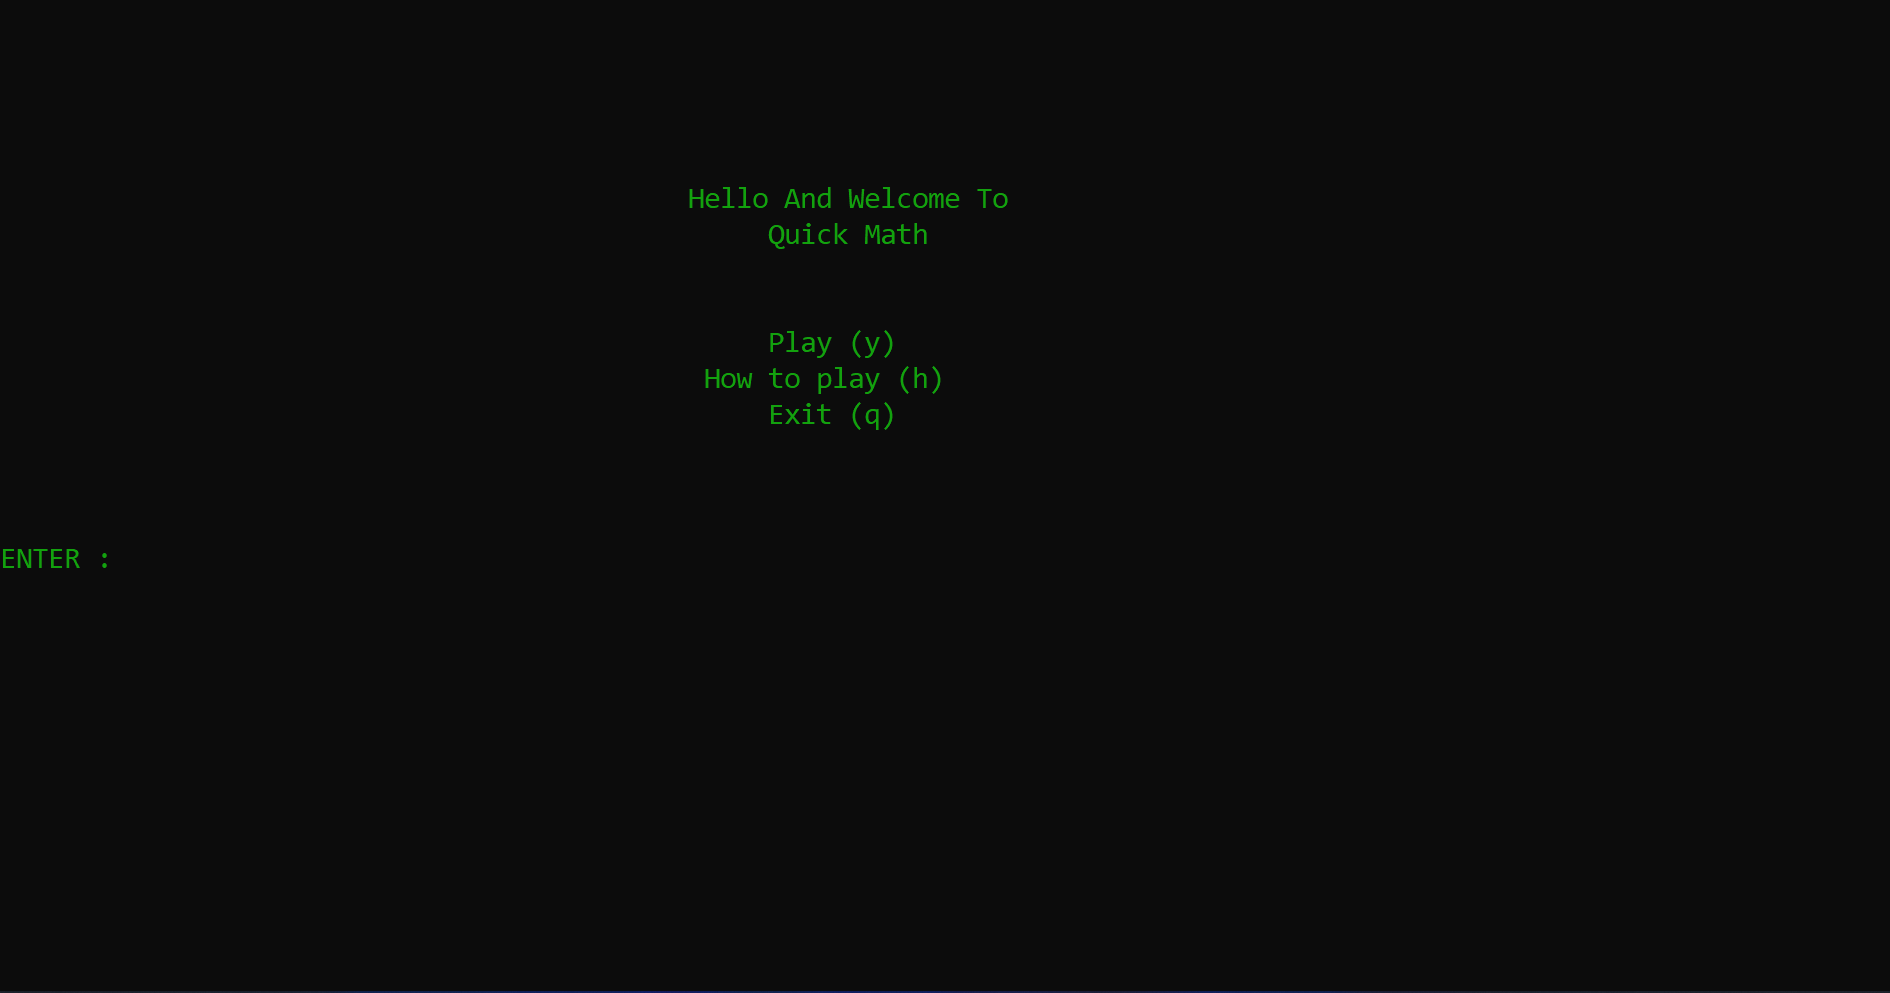 Hello And Welcome To
Quick Math
Play (y)
How to play (h)
Exit (q)
ENTER :